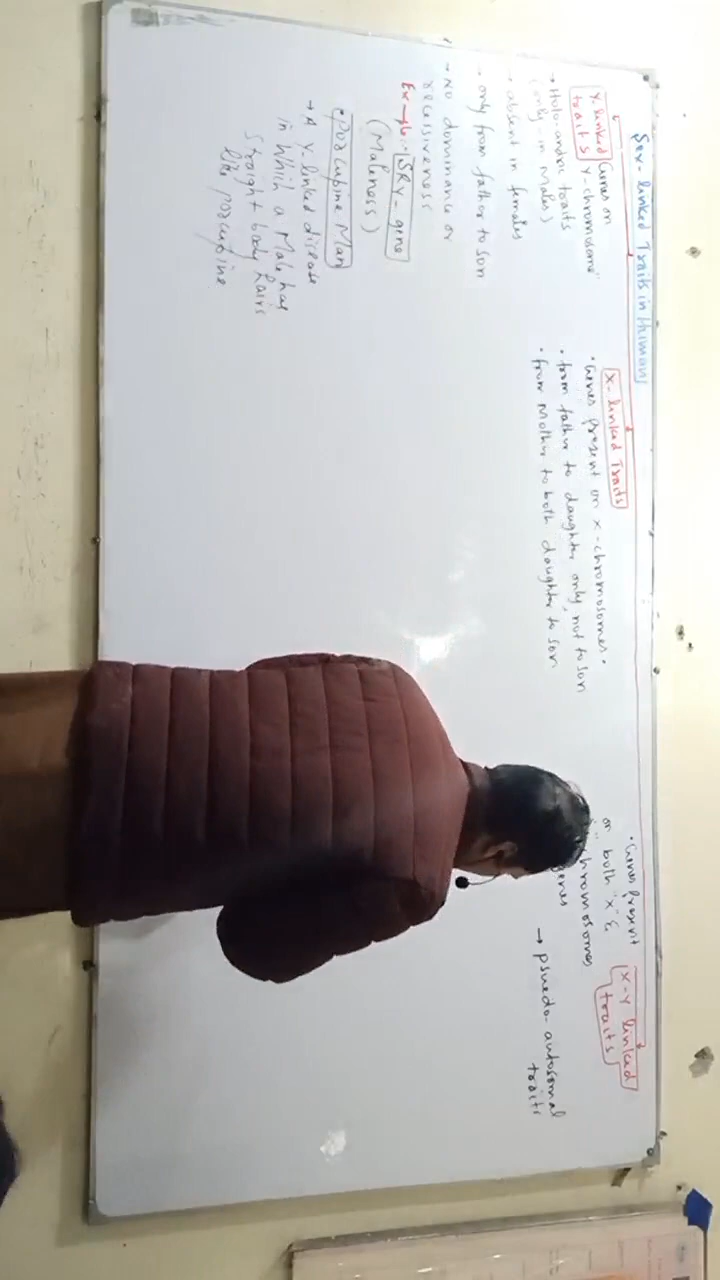 Sex-linked Traits in Humans
Y-linked
traits
Genes on
Y-chromosome"
→ Holo-andric traits
(only in Males)
→ absent in females
· only from father to son
→ No dominance or
recessiveness
Ex-
SRY-gene
(Maleness)
Porcupine Man
→ A Y-linked disease
in which a Male has
straight body hairs
like porcupine
X-linked Traits
· Genes present on X-chromosomes.
· from father to daughter only, not to son
· from Mother to both daughter to son
X-Y linked
traits
· Genes present
on both "X" &
chromosomes
genes
→ psuedo-autosomal
traits